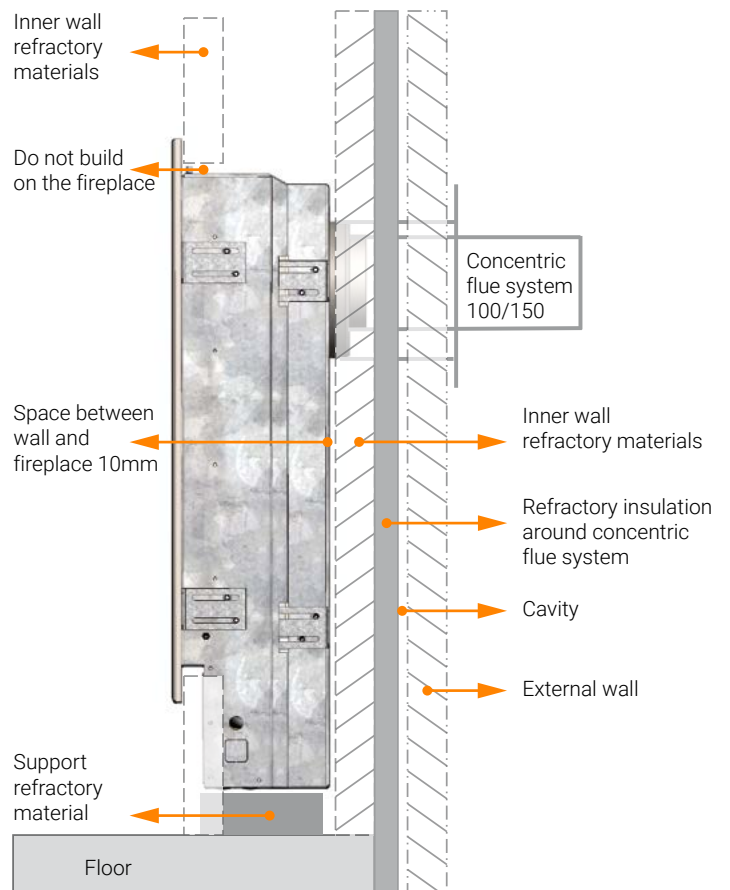 Inner wall
refractory
materials
Do not build
on the fireplace
Concentric
flue system
100/150
Space between
wall and
fireplace 10mm
Inner wall
refractory materials
Refractory insulation
around concentric
flue system
Cavity
External wall
Support
refractory
material
Floor